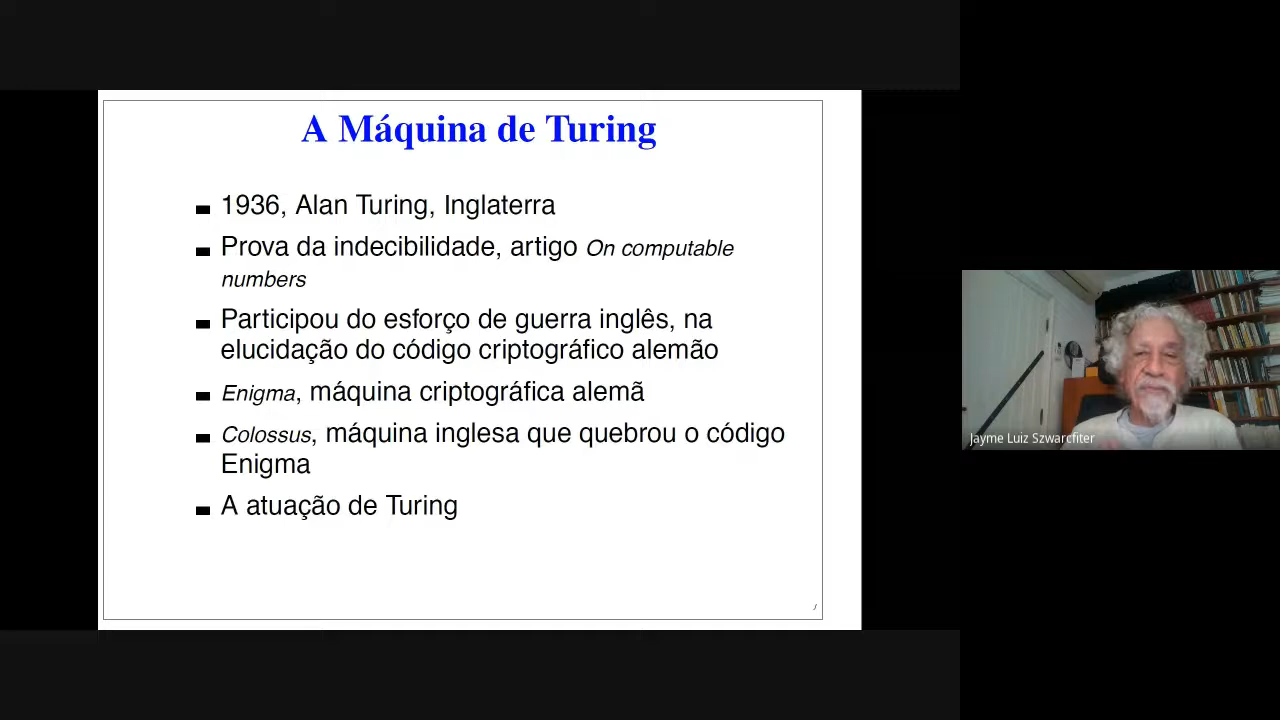 A Máquina de Turing
1936, Alan Turing, Inglaterra
Prova da indecibilidade, artigo On computable
numbers
Participou do esforço de guerra inglês, na
elucidação do código criptográfico alemão
Enigma, máquina criptográfica alemã
Colossus, máquina inglesa que quebrou o código
Enigma
A atuação de Turing
Jayme Luiz Szwarcfiter